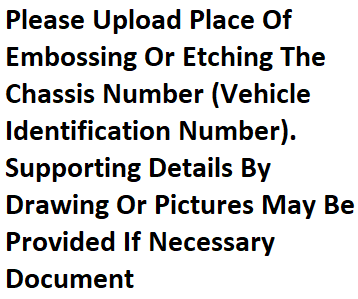 Please Upload Place Of
Embossing Or Etching The
Chassis Number (Vehicle
Identification Number).
Supporting Details By
Drawing Or Pictures May Be
Provided If Necessary
Document